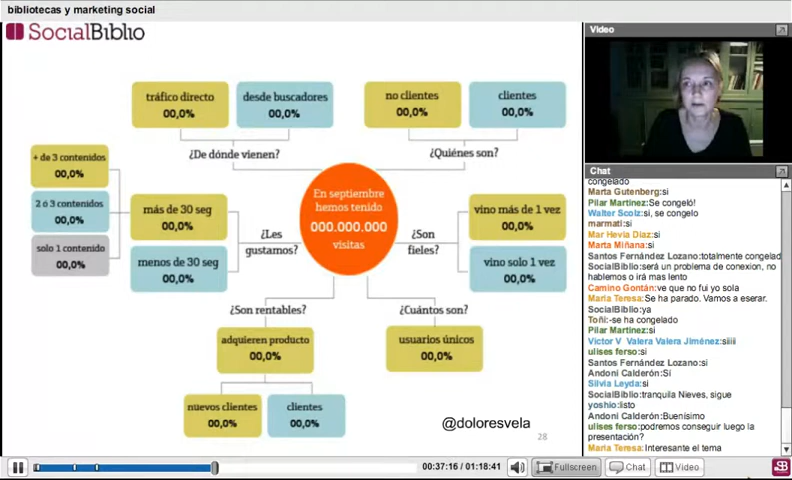 bibliotecas y marketing social
SocialBiblio
tráfico directo
00,0%
desde buscadores
00,0%
no clientes
00,0%
clientes
00,0%
¿De dónde vienen?
¿Quiénes son?
+ de 3 contenidos
00,0%
2 ó 3 contenidos
00,0%
solo 1 contenido
00,0%
más de 30 seg
00,0%
menos de 30 seg
00,0%
¿Les
gustamos?
En septiembre
hemos tenido
000.000.000
visitas
¿Son
fieles?
vino más de 1 vez
00,0%
vino solo 1 vez
00,0%
¿Son rentables?
¿Cuántos son?
adquieren producto
00,0%
usuarios únicos
00,0%
nuevos clientes
00,0%
clientes
00,0%
@doloresvela
28
Video
Chat
congelado
Marta Gutenberg:si
Pilar Martínez:Se congeló!
Walter Scolz:si, se congelo
marmati:si
Mar Hevia Díaz:si
Marta Miñana:si
Santos Fernández Lozano:totalmente congelad
SocialBiblio:será un problema de conexion, no
hablemos o irá mas lento
Camino Gontán:ve que no fui yo sola
Maria Teresa:Se ha parado. Vamos a eserar.
SocialBiblio:ya
Toñi:-se ha congelado
Pilar Martínez:si
Victor V Valera Valera Jiménez:siiii
ulises ferso:si
Santos Fernández Lozano:si
Andoni Calderón:Sí
Silvia Leyda:si
SocialBiblio:tranquila Nieves, sigue
yoshio:listo
Andoni Calderón:Buenísimo
ulises ferso:podremos conseguir luego la
presentación?
Maria Teresa:Interesante el tema
00:37:16 / 01:18:41
Fullscreen
Chat
Video
SB